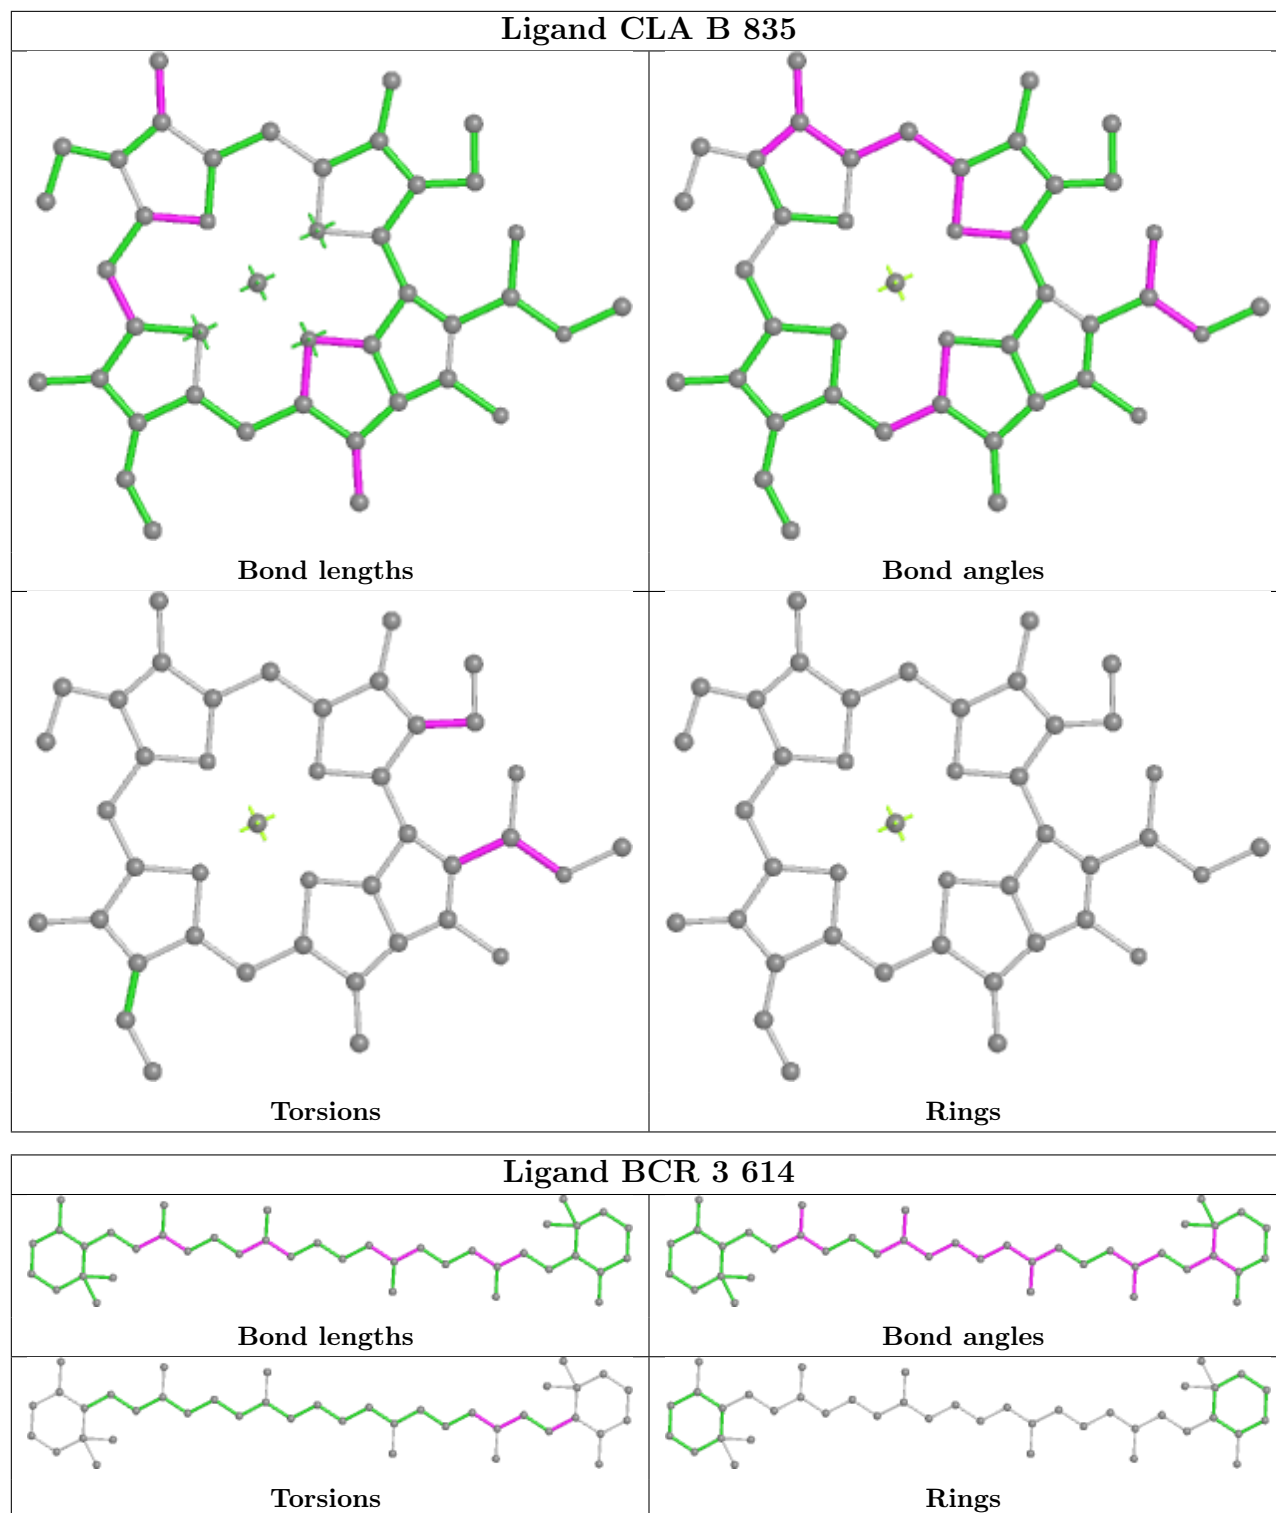 Ligand CLA B 835
Bond lengths
Bond angles
Torsions
Rings
Ligand BCR 3 614
Bond lengths
Bond angles
Torsions
Rings